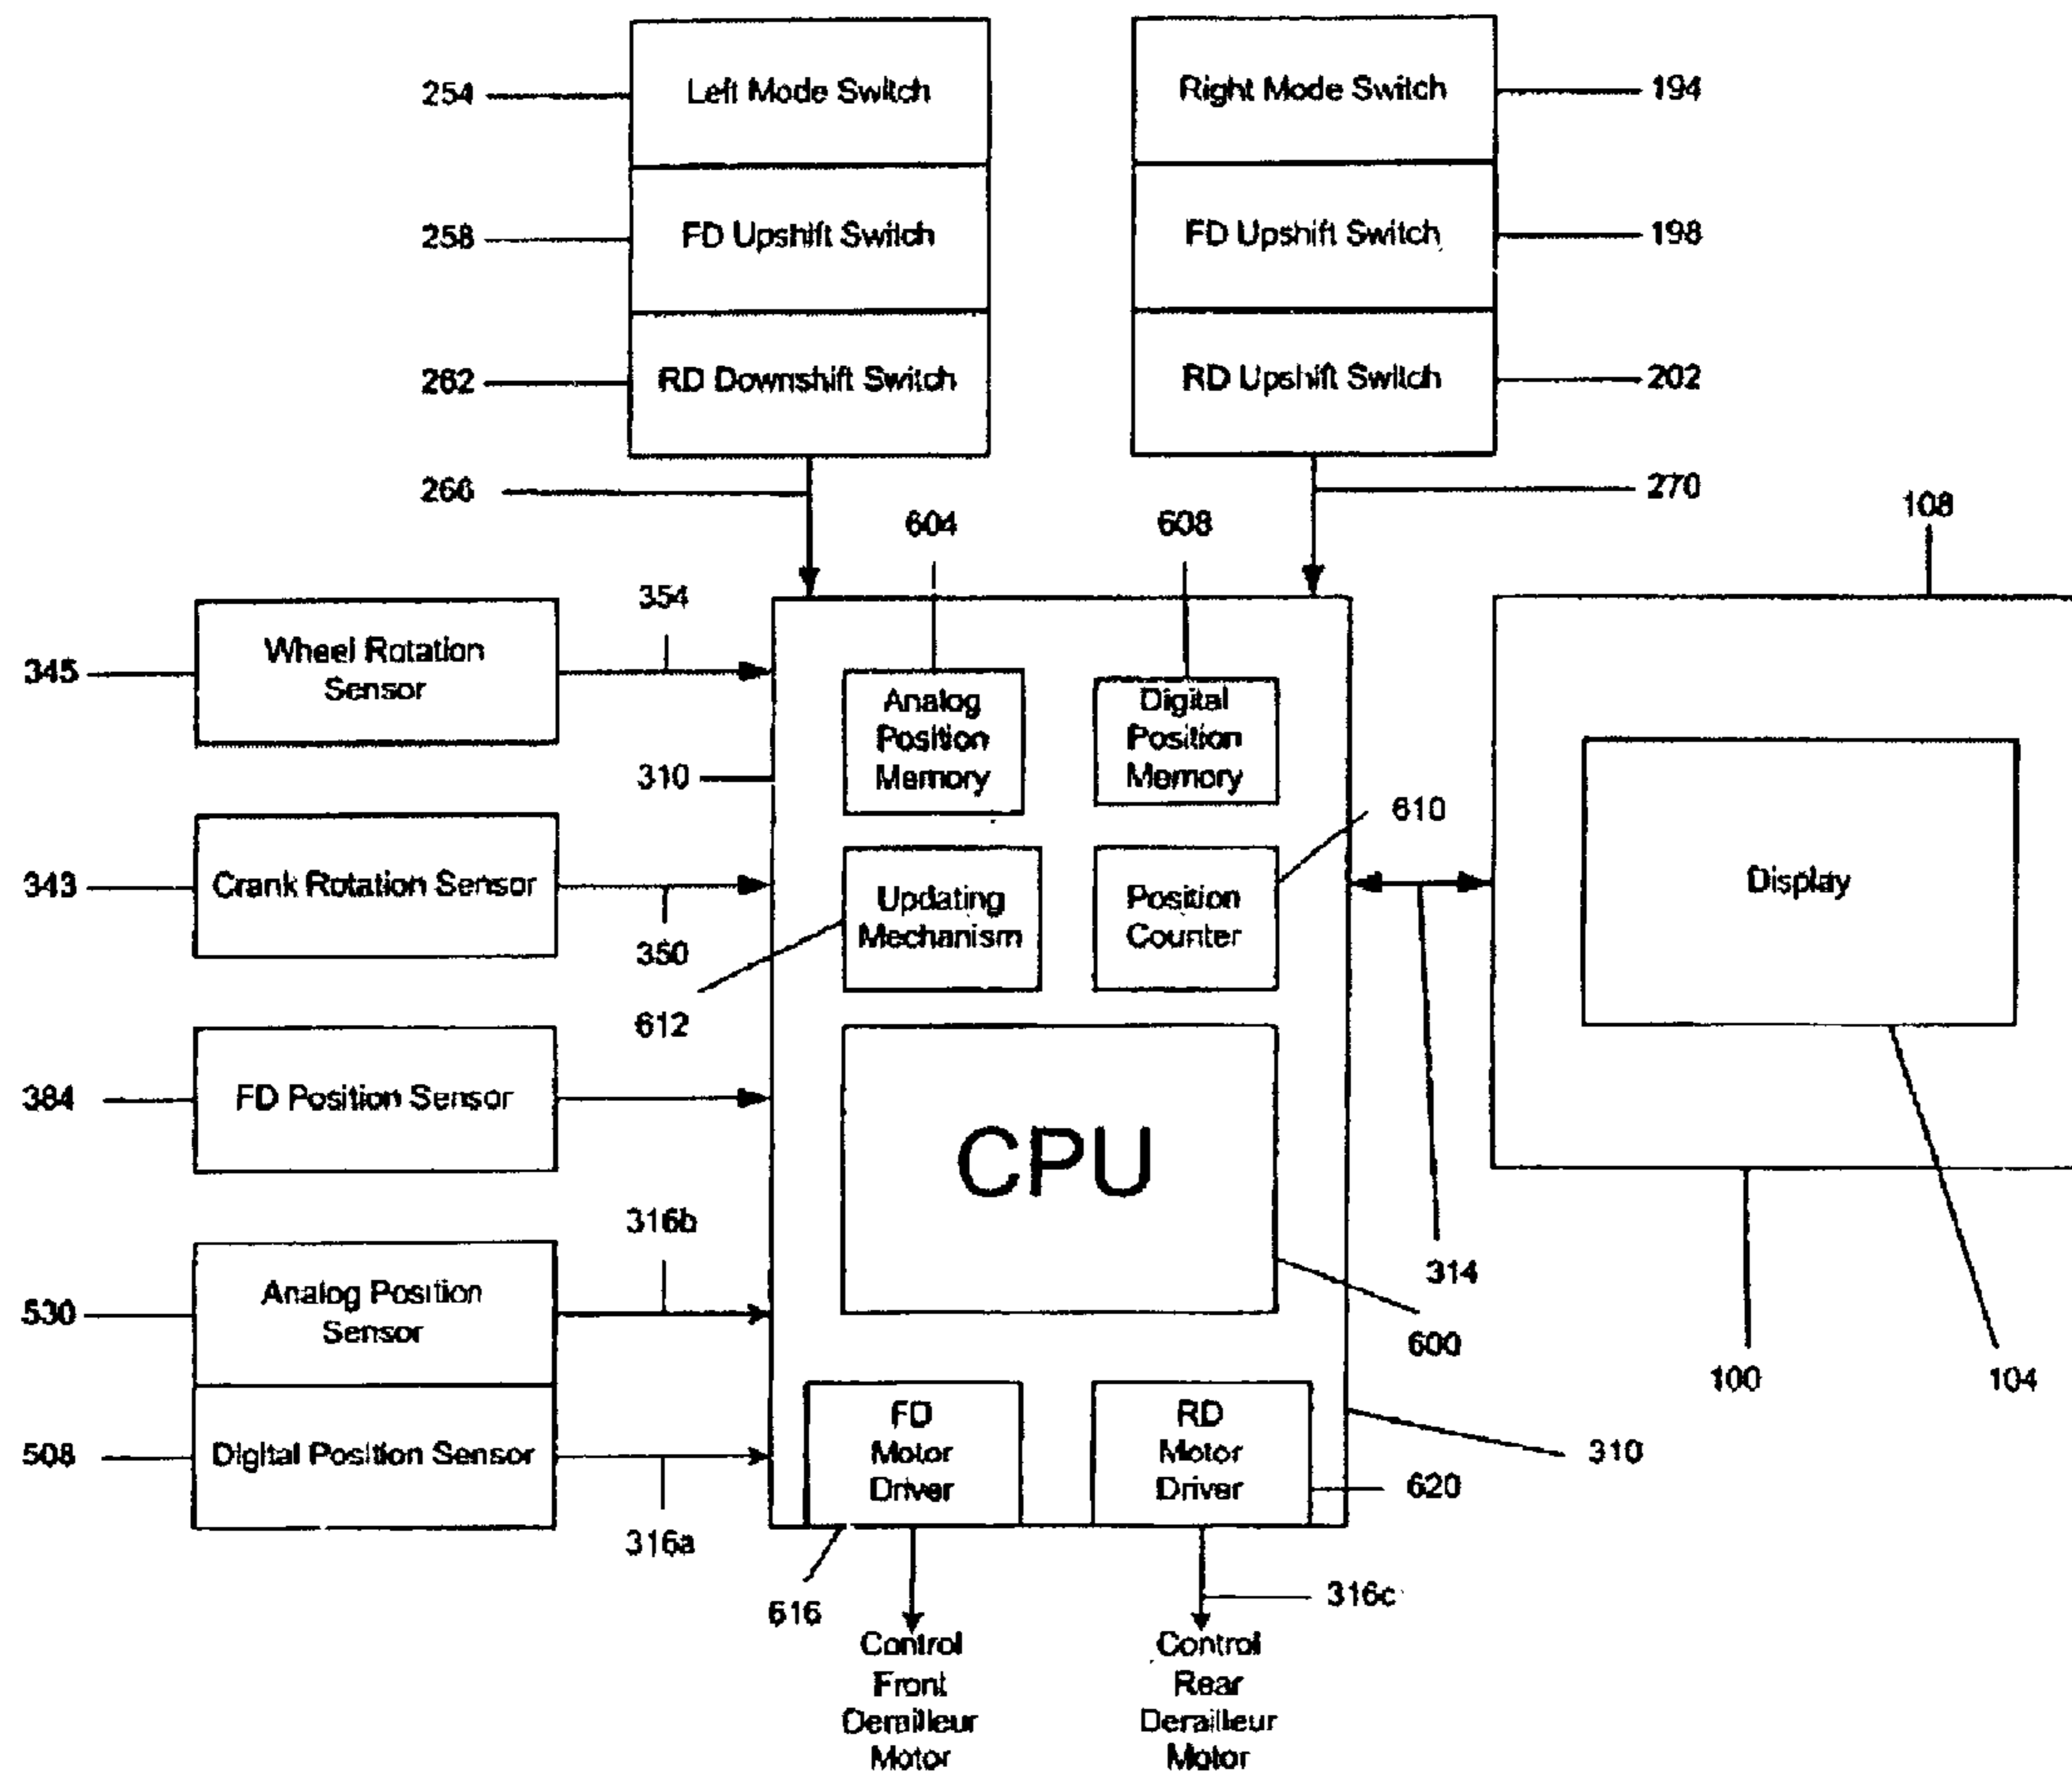 254
Left Mode Switch
Right Mode Switch
194
258
FD Upshift Switch
FD Upshift Switch
198
262
RD Downshift Switch
RD Upshift Switch
202
266
270
604
608
108
354
345
Wheel Rotation
Sensor
Analog
Position
Memory
Digital
Position
Memory
310
610
343
Crank Rotation Sensor
350
Updating
Mechanism
Position
Counter
Display
612
384
FD Position Sensor
CPU
316b
314
530
Analog Position
Sensor
600
100
104
508
Digital Position Sensor
316a
FD
Motor
Driver
RD
Motor
Driver
310
620
616
316c
Control
Front
Derailleur
Motor
Control
Rear
Derailleur
Motor